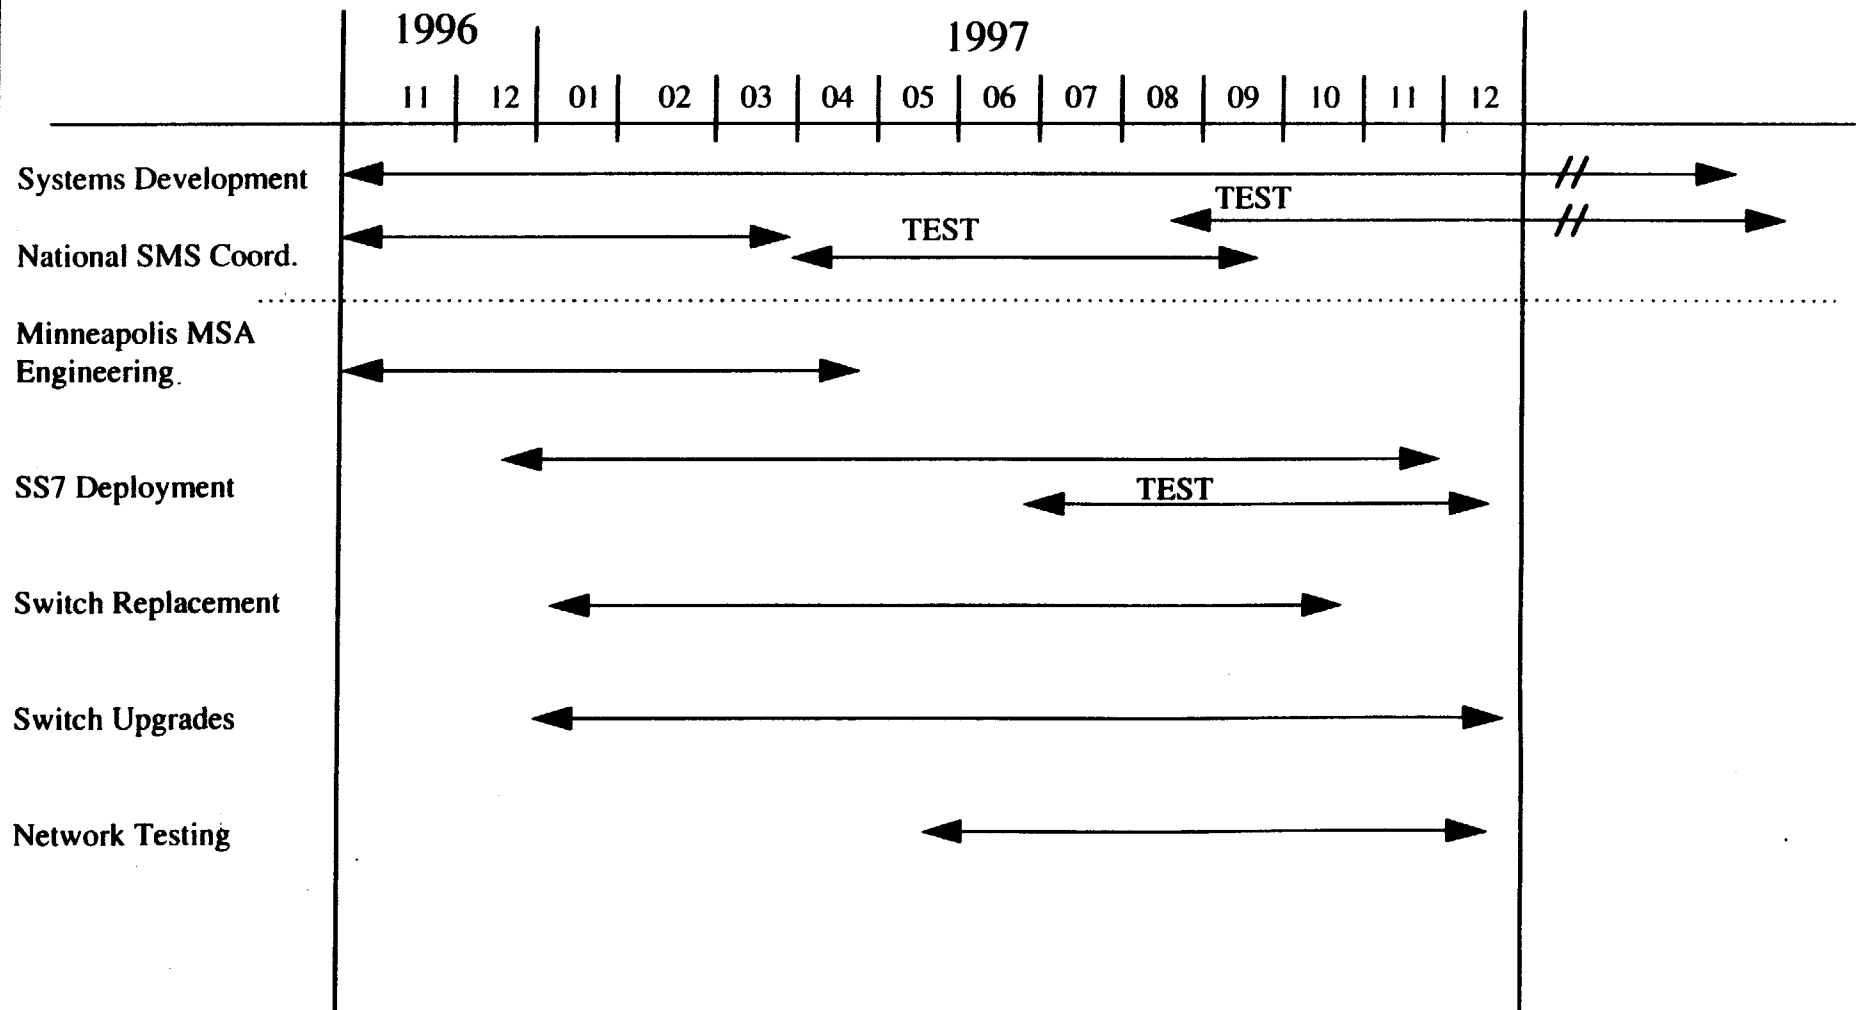 1996 1997
11 12 01 02 03 04 05 06 07 08 09 10 11 12
Systems Development
TEST
TEST
National SMS Coord.
Minneapolis MSA
Engineering
SS7 Deployment
TEST
Switch Replacement
Switch Upgrades
Network Testing